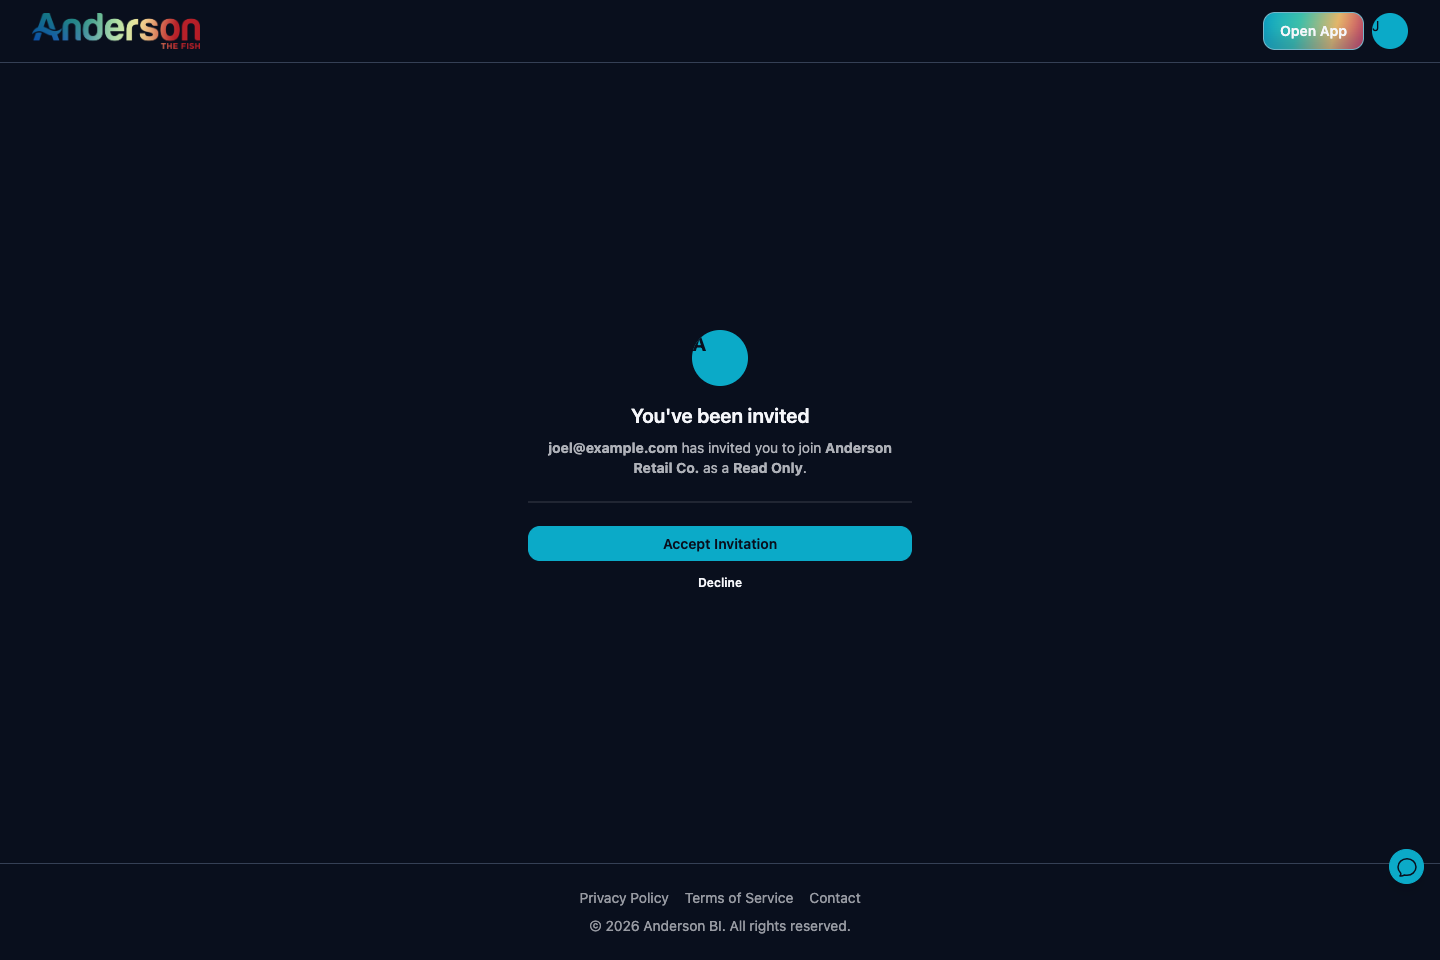 Anderson
THE FISH
Open App
J
A
You've been invited
joel@example.com has invited you to join Anderson
Retail Co. as a Read Only.
Accept Invitation
Decline
Privacy Policy Terms of Service Contact
© 2026 Anderson BI. All rights reserved.